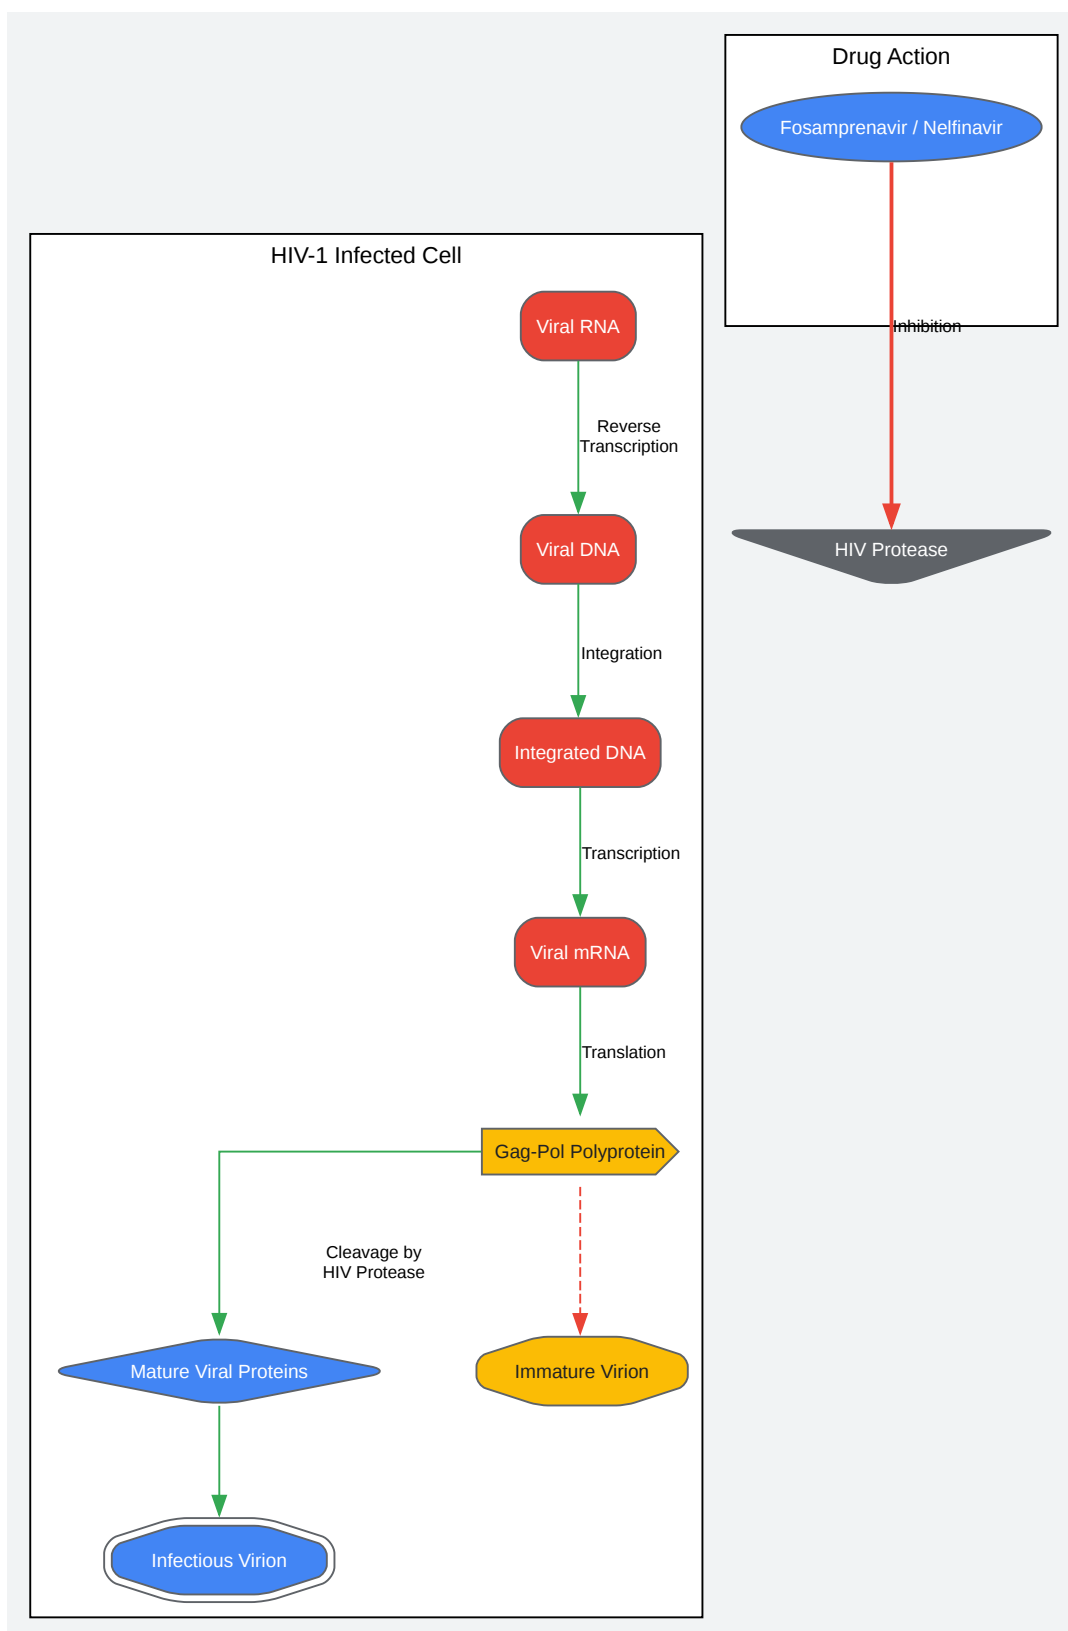 Drug Action
Fosamprenavir / Nelfinavir
Inhibition
HIV Protease
HIV-1 Infected Cell
Viral RNA
Reverse
Transcription
Viral DNA
Integration
Integrated DNA
Transcription
Viral mRNA
Translation
Gag-Pol Polyprotein
Cleavage by
HIV Protease
Mature Viral Proteins
Immature Virion
Infectious Virion